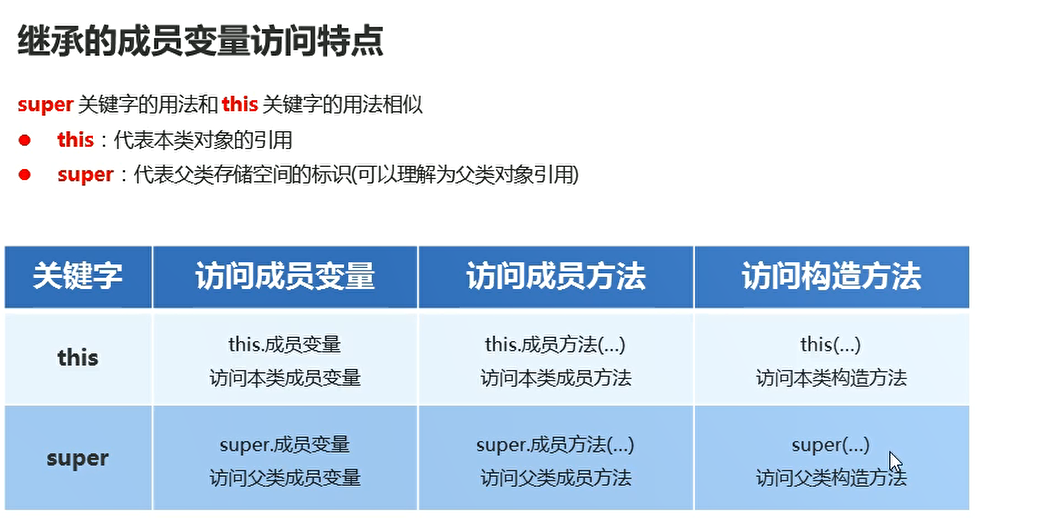 继承的成员变量访问特点
super 关键字的用法和 this 关键字的用法相似
● this：代表本类对象的引用
● super：代表父类存储空间的标识(可以理解为父类对象引用)
关键字 访问成员变量 访问成员方法 访问构造方法
this
this.成员变量
访问本类成员变量
this.成员方法(...)
访问本类成员方法
this(...)
访问本类构造方法
super
super.成员变量
访问父类成员变量
super.成员方法(...)
访问父类成员方法
super(...)
访问父类构造方法